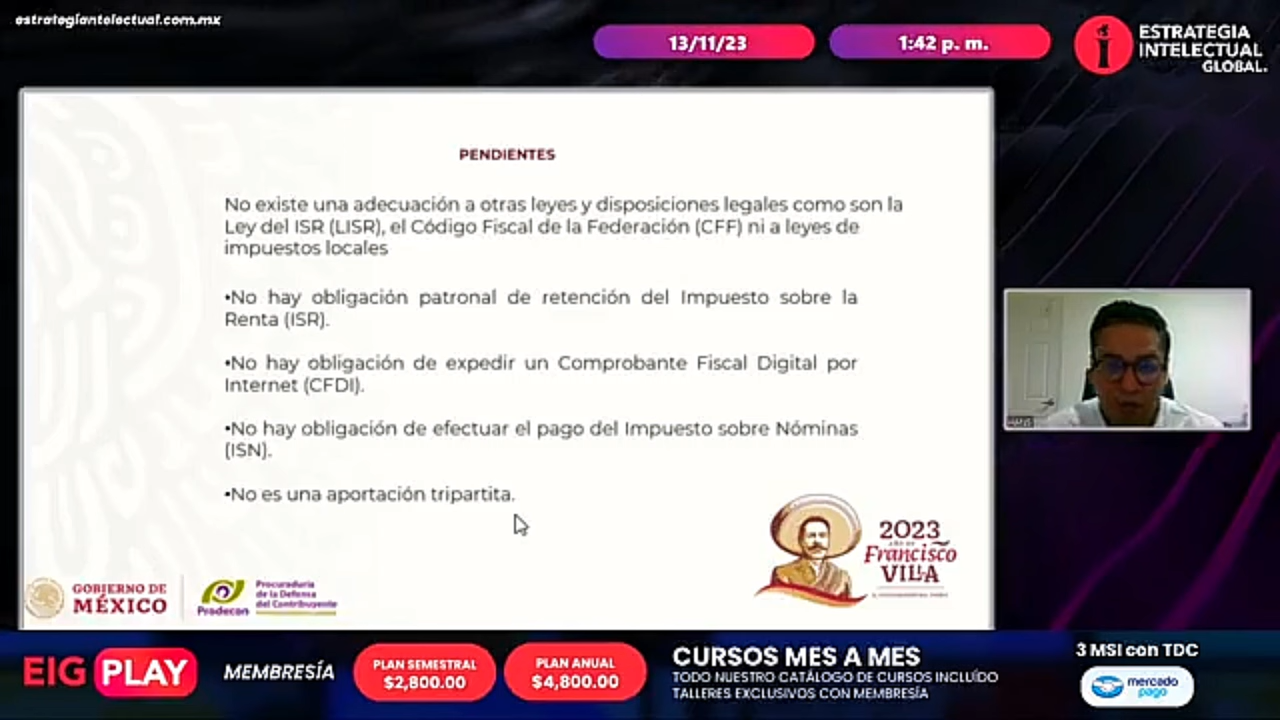 estrategiaintelectual.com.mx
13/11/23
1:42 p. m.
ESTRATEGIA
INTELECTUAL
GLOBAL.
PENDIENTES
No existe una adecuación a otras leyes y disposiciones legales como son la
Ley del ISR (LISR), el Código Fiscal de la Federación (CFF) ni a leyes de
impuestos locales
•No hay obligación patronal de retención del Impuesto sobre la
Renta (ISR).
•No hay obligación de expedir un Comprobante Fiscal Digital por
Internet (CFDI).
•No hay obligación de efectuar el pago del Impuesto sobre Nóminas
(ISN).
•No es una aportación tripartita.
2023
Francisco
VILLA
GOBIERNO DE
MÉXICO
Prodecon
Procuraduría
de la Defensa
del Contribuyente
EIG PLAY
MEMBRESÍA
PLAN SEMESTRAL
$2,800.00
PLAN ANUAL
$4,800.00
CURSOS MES A MES
TODO NUESTRO CATÁLOGO DE CURSOS INCLUÍDO
TALLERES EXCLUSIVOS CON MEMBRESÍA
3 MSI con TDC
mercado
pago